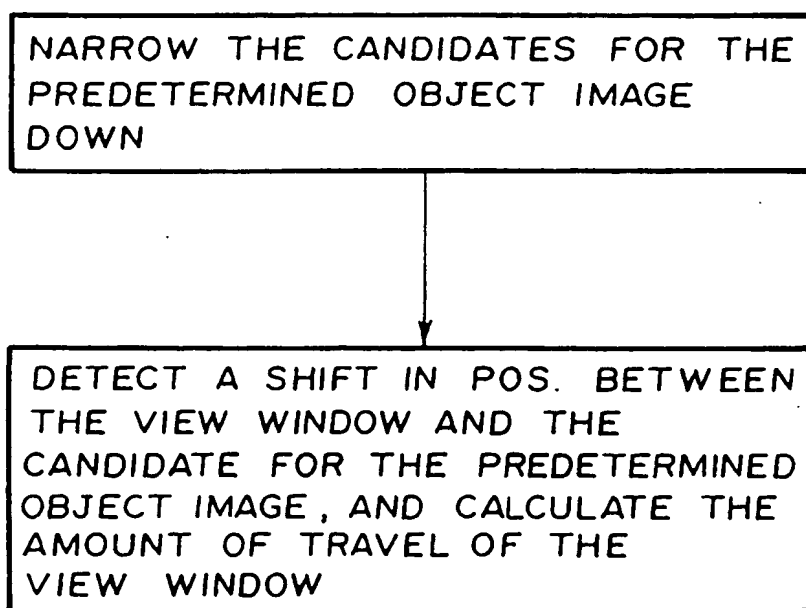 NARROW THE CANDIDATES FOR THE
PREDETERMINED OBJECT IMAGE
DOWN
DETECT A SHIFT IN POS. BETWEEN
THE VIEW WINDOW AND THE
CANDIDATE FOR THE PREDETERMINED
OBJECT IMAGE, AND CALCULATE THE
AMOUNT OF TRAVEL OF THE
VIEW WINDOW